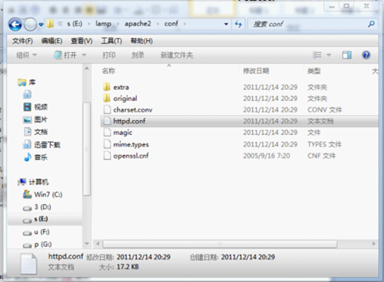 s (E:) ▸ lamp ▸ apache2 ▸ conf ▸
搜索 conf
文件(F) 编辑(E) 查看(V) 工具(T) 帮助(H)
组织 打开 打印 刻录 新建文件夹
名称 修改日期 类型
extra 2011/12/14 20:29 文件夹
original 2011/12/14 20:29 文件夹
charset.conv 2011/12/14 20:29 CONV 文件
httpd.conf 2011/12/14 20:29 文本文档
magic 2011/12/14 20:29 文件
mime.types 2011/12/14 20:29 TYPES 文件
openssl.cnf 2005/9/16 7:20 CNF 文件
库
视频
图片
文档
迅雷下载
音乐
计算机
Win7 (C:)
3 (D:)
s (E:)
u (F:)
p (G:)
httpd.conf 修改日期: 2011/12/14 20:29 创建日期: 2011/12/14 20:29
文本文档 大小: 17.2 KB